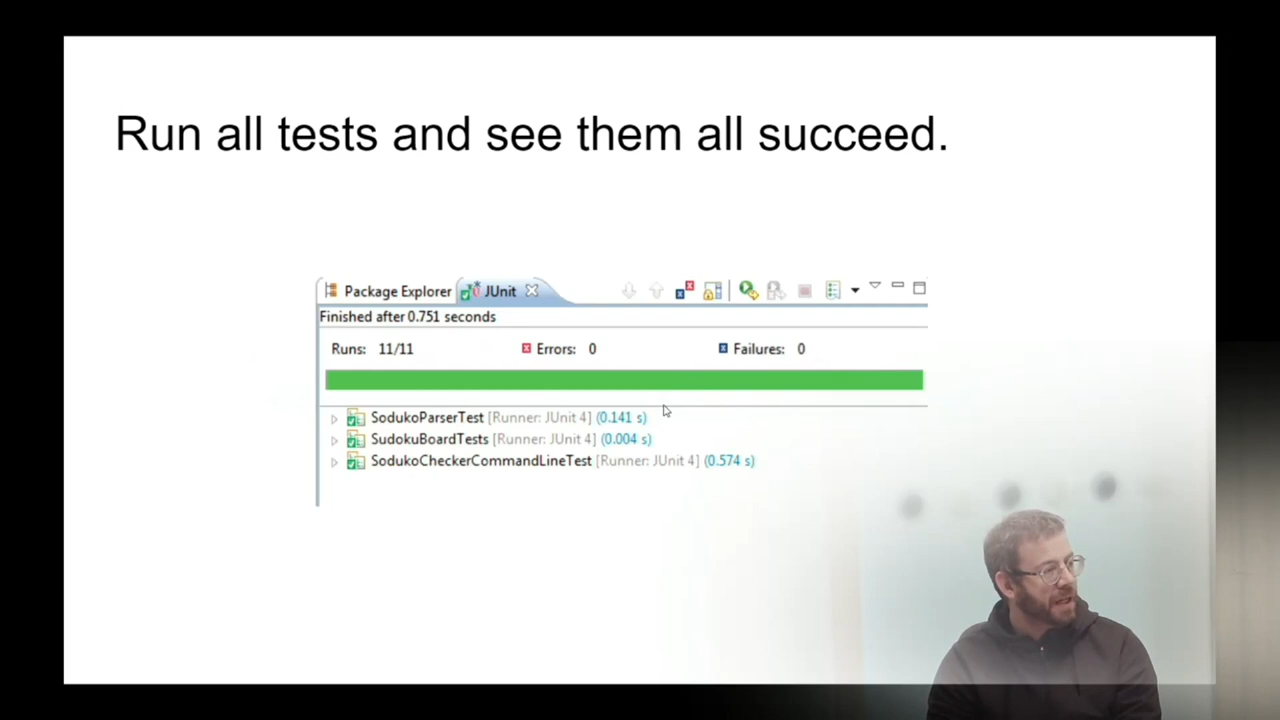 Run all tests and see them all succeed.
Package Explorer JUnit
Finished after 0.751 seconds
Runs: 11/11 Errors: 0 Failures: 0
SodukoParserTest [Runner: JUnit 4] (0.141 s)
SudokuBoardTests [Runner: JUnit 4] (0.004 s)
SodukoCheckerCommandLineTest [Runner: JUnit 4] (0.574 s)